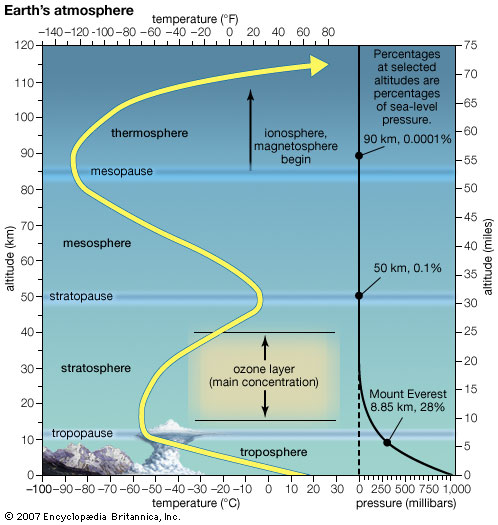 Earth's atmosphere
temperature (°F)
−140 −120 −100 −80 −60 −40 −20 0 20 40 60 80
120
110
100
90
80
70
60
50
40
30
20
10
0
altitude (km)
thermosphere
mesopause
mesosphere
stratopause
stratosphere
tropopause
troposphere
ionosphere,
magnetosphere
begin
ozone layer
(main concentration)
Percentages
at selected
altitudes are
percentages
of sea-level
pressure.
90 km, 0.0001%
50 km, 0.1%
Mount Everest
8.85 km, 28%
75
70
65
60
55
50
45
40
35
30
25
20
15
10
5
0
altitude (miles)
−100 −90 −80 −70 −60 −50 −40 −30 −20 −10 0 10 20 30
temperature (°C)
0 500 1,000
pressure (millibars)
© 2007 Encyclopædia Britannica, Inc.